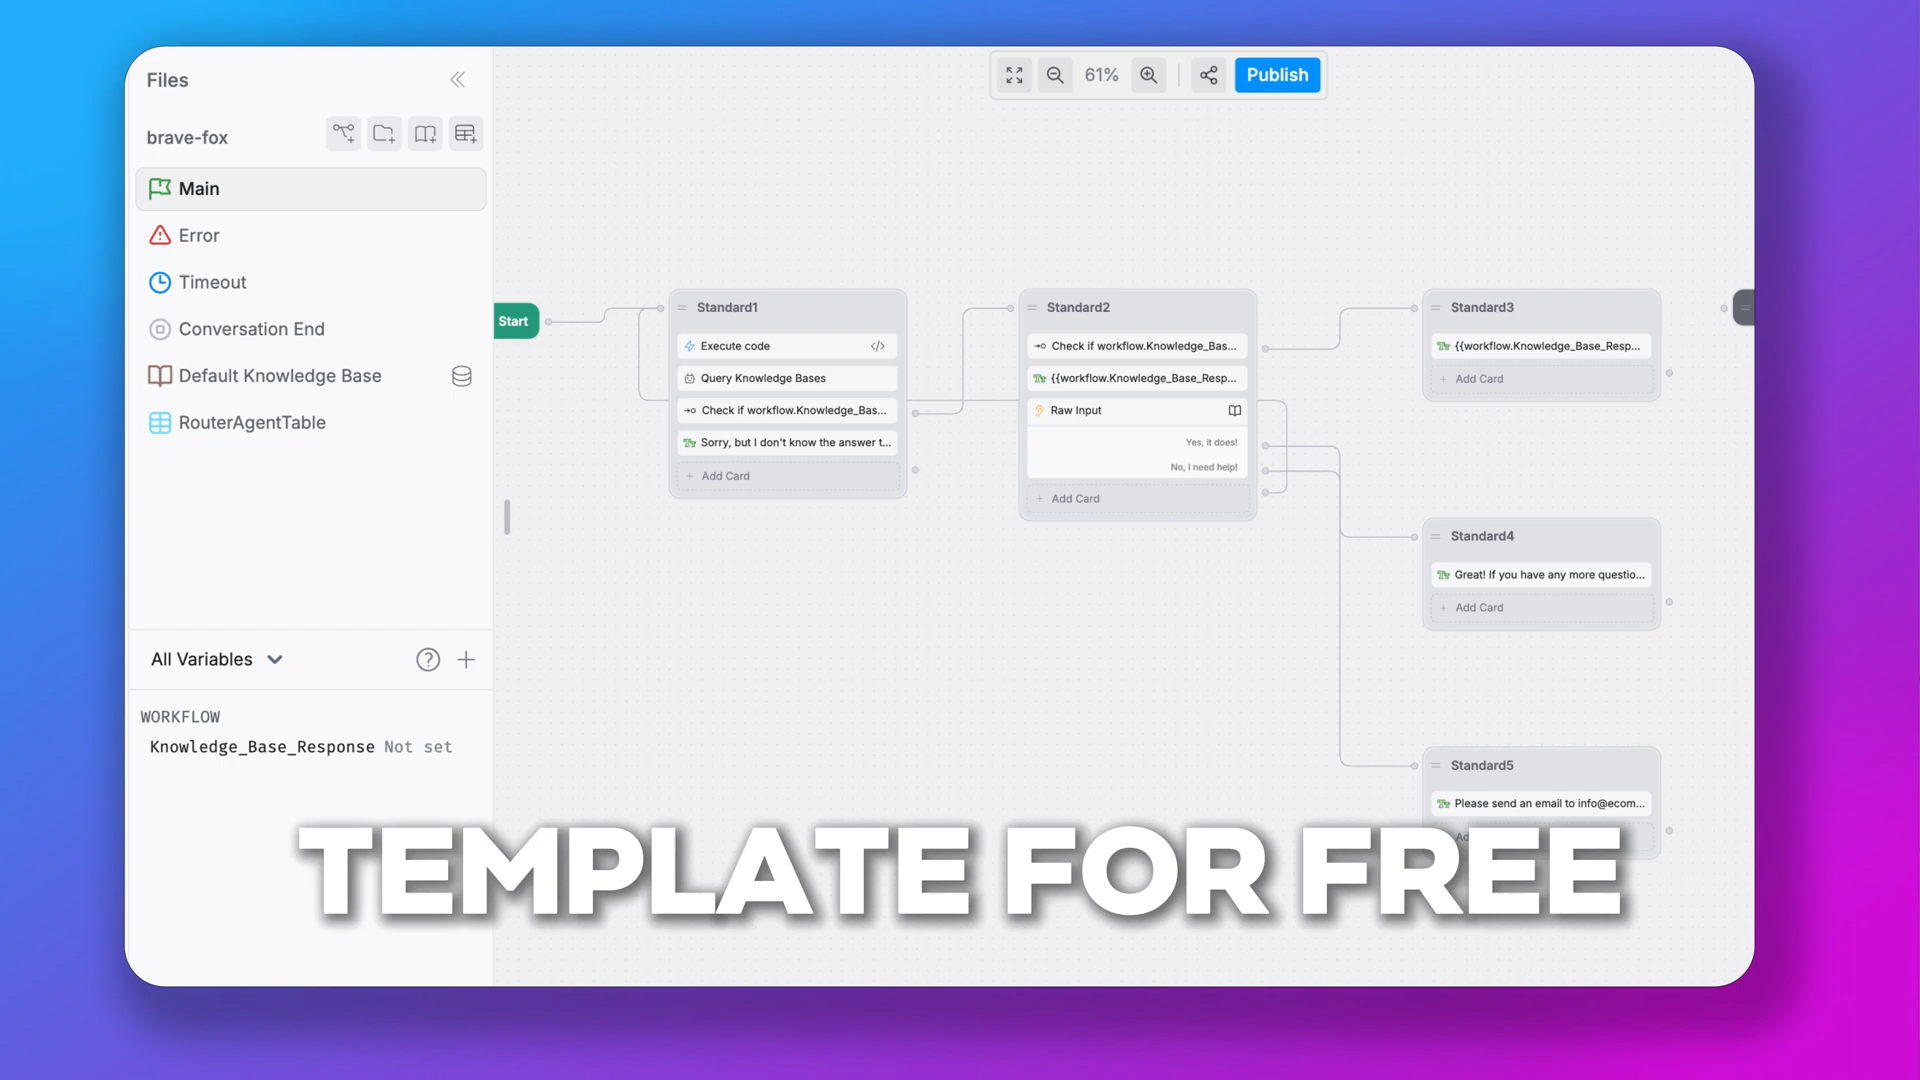 Files
brave-fox
Main
Error
Timeout
Conversation End
Default Knowledge Base
RouterAgentTable
All Variables
WORKFLOW
Knowledge_Base_Response Not set
61%
Publish
Start
Standard1
Execute code
Query Knowledge Bases
Check if workflow.Knowledge_Bas...
Sorry, but I don't know the answer t...
Add Card
Standard2
Check if workflow.Knowledge_Bas...
{{workflow.Knowledge_Base_Resp...
Raw Input
Yes, it does!
No, I need help!
Add Card
Standard3
{{workflow.Knowledge_Base_Resp...
Add Card
Standard4
Great! If you have any more questio...
Add Card
Standard5
Please send an email to info@ecom...
TEMPLATE FOR FREE